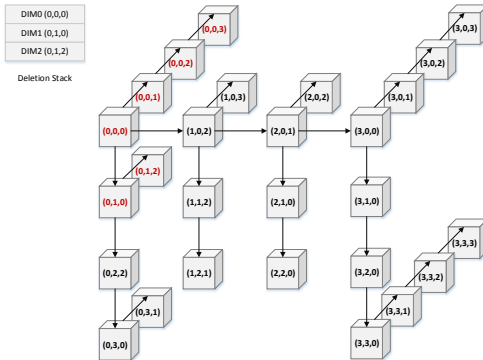 DIM0 (0,0,0)
DIM1 (0,1,0)
DIM2 (0,1,2)
Deletion Stack
(0,0,3) (3,0,3)
(0,0,2) (3,0,2)
(0,0,1) (1,0,3) (2,0,2) (3,0,1)
(0,0,0) (1,0,2) (2,0,1) (3,0,0)
(0,1,2)
(0,1,0) (1,1,2) (2,1,0) (3,1,0)
(3,3,3)
(0,2,2) (1,2,1) (2,2,0) (3,2,0) (3,3,2)
(0,3,1) (3,3,1)
(0,3,0) (3,3,0)